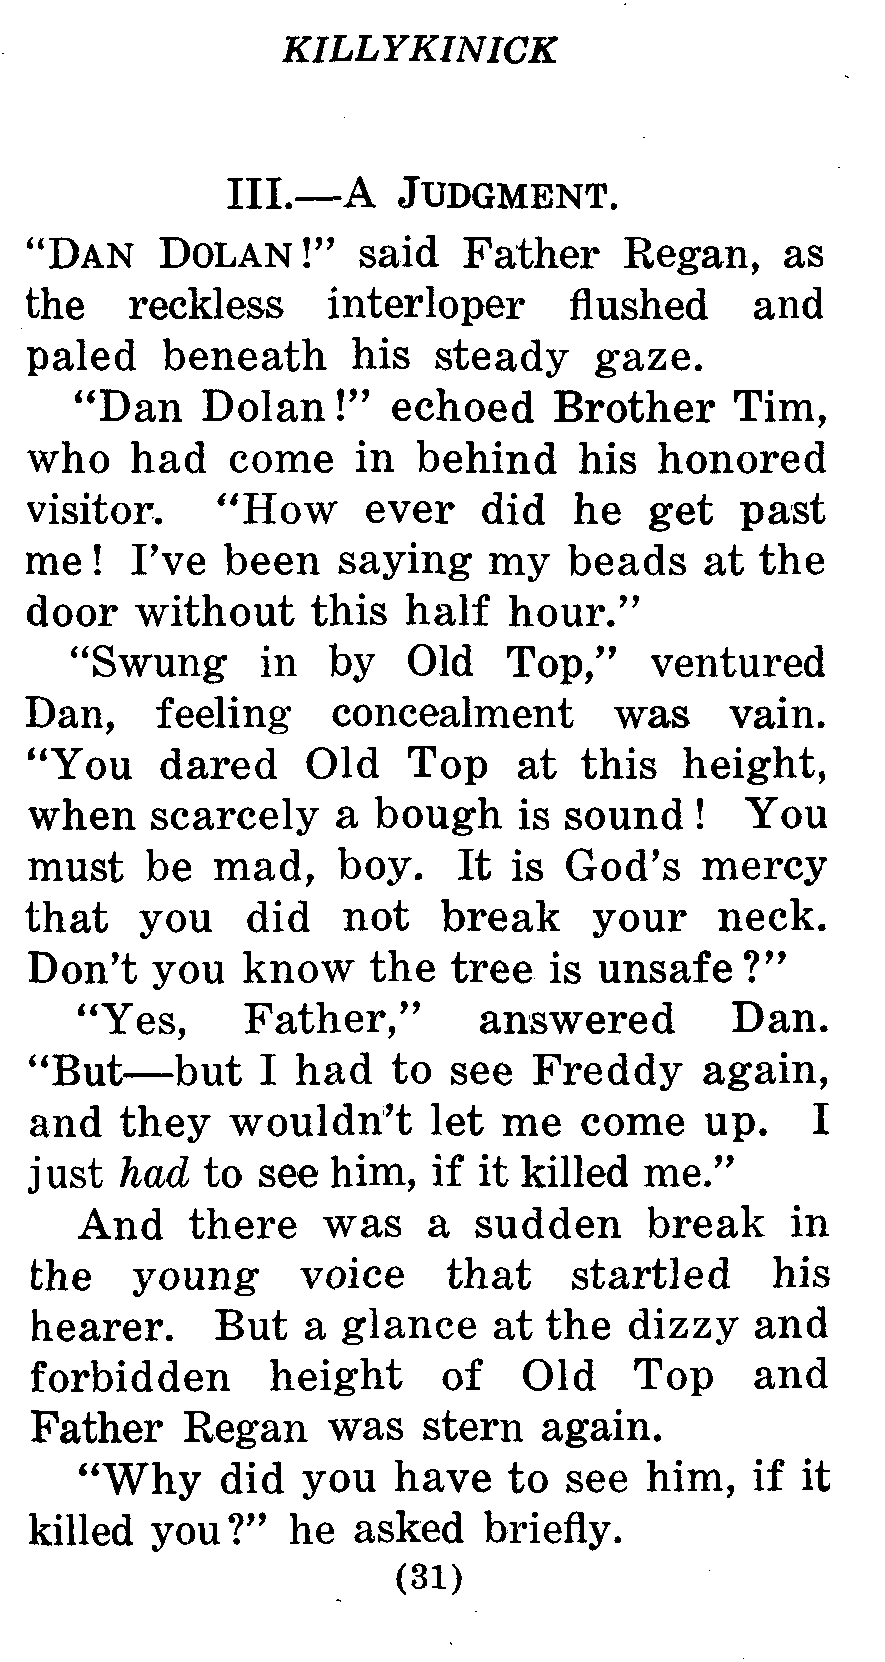 KILLYKINICK
III.—A JUDGMENT.
"DAN DOLAN!" said Father Regan, as
the reckless interloper flushed and
paled beneath his steady gaze.
"Dan Dolan!" echoed Brother Tim,
who had come in behind his honored
visitor. "How ever did he get past
me! I've been saying my beads at the
door without this half hour."
"Swung in by Old Top," ventured
Dan, feeling concealment was vain.
"You dared Old Top at this height,
when scarcely a bough is sound! You
must be mad, boy. It is God's mercy
that you did not break your neck.
Don't you know the tree is unsafe?"
"Yes, Father," answered Dan.
"But—but I had to see Freddy again,
and they wouldn't let me come up. I
just had to see him, if it killed me."
And there was a sudden break in
the young voice that startled his
hearer. But a glance at the dizzy and
forbidden height of Old Top and
Father Regan was stern again.
"Why did you have to see him, if it
killed you?" he asked briefly.
(31)